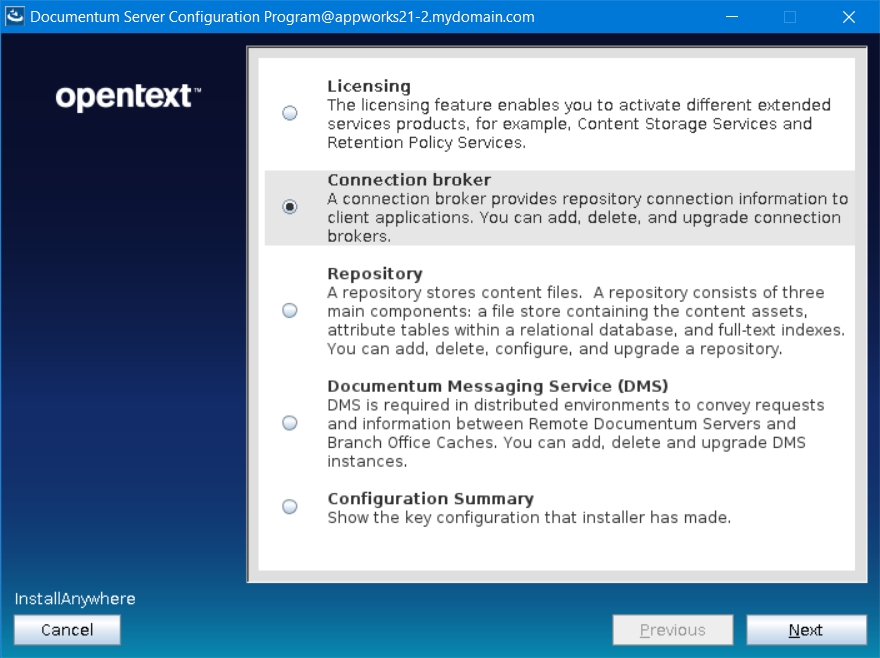 Documentum Server Configuration Program@appworks21-2.mydomain.com
opentext™
Licensing
The licensing feature enables you to activate different extended
services products, for example, Content Storage Services and
Retention Policy Services.
Connection broker
A connection broker provides repository connection information to
client applications. You can add, delete, and upgrade connection
brokers.
Repository
A repository stores content files.  A repository consists of three
main components: a file store containing the content assets,
attribute tables within a relational database, and full-text indexes.
You can add, delete, configure, and upgrade a repository.
Documentum Messaging Service (DMS)
DMS is required in distributed environments to convey requests
and information between Remote Documentum Servers and
Branch Office Caches. You can add, delete and upgrade DMS
instances.
Configuration Summary
Show the key configuration that installer has made.
InstallAnywhere
Cancel
Previous
Next